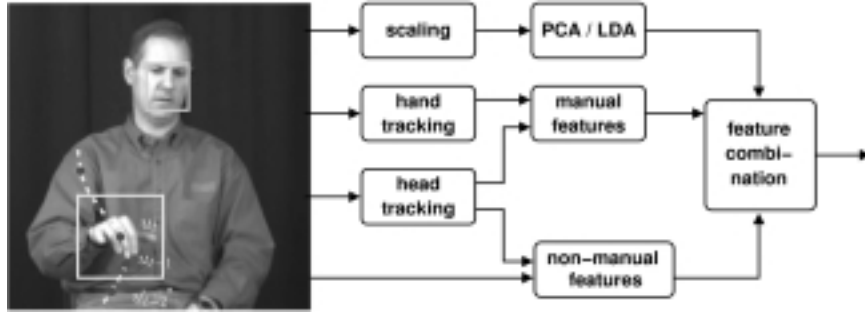 scaling
PCA / LDA
hand
tracking
manual
features
feature
combi-
nation
head
tracking
non-manual
features